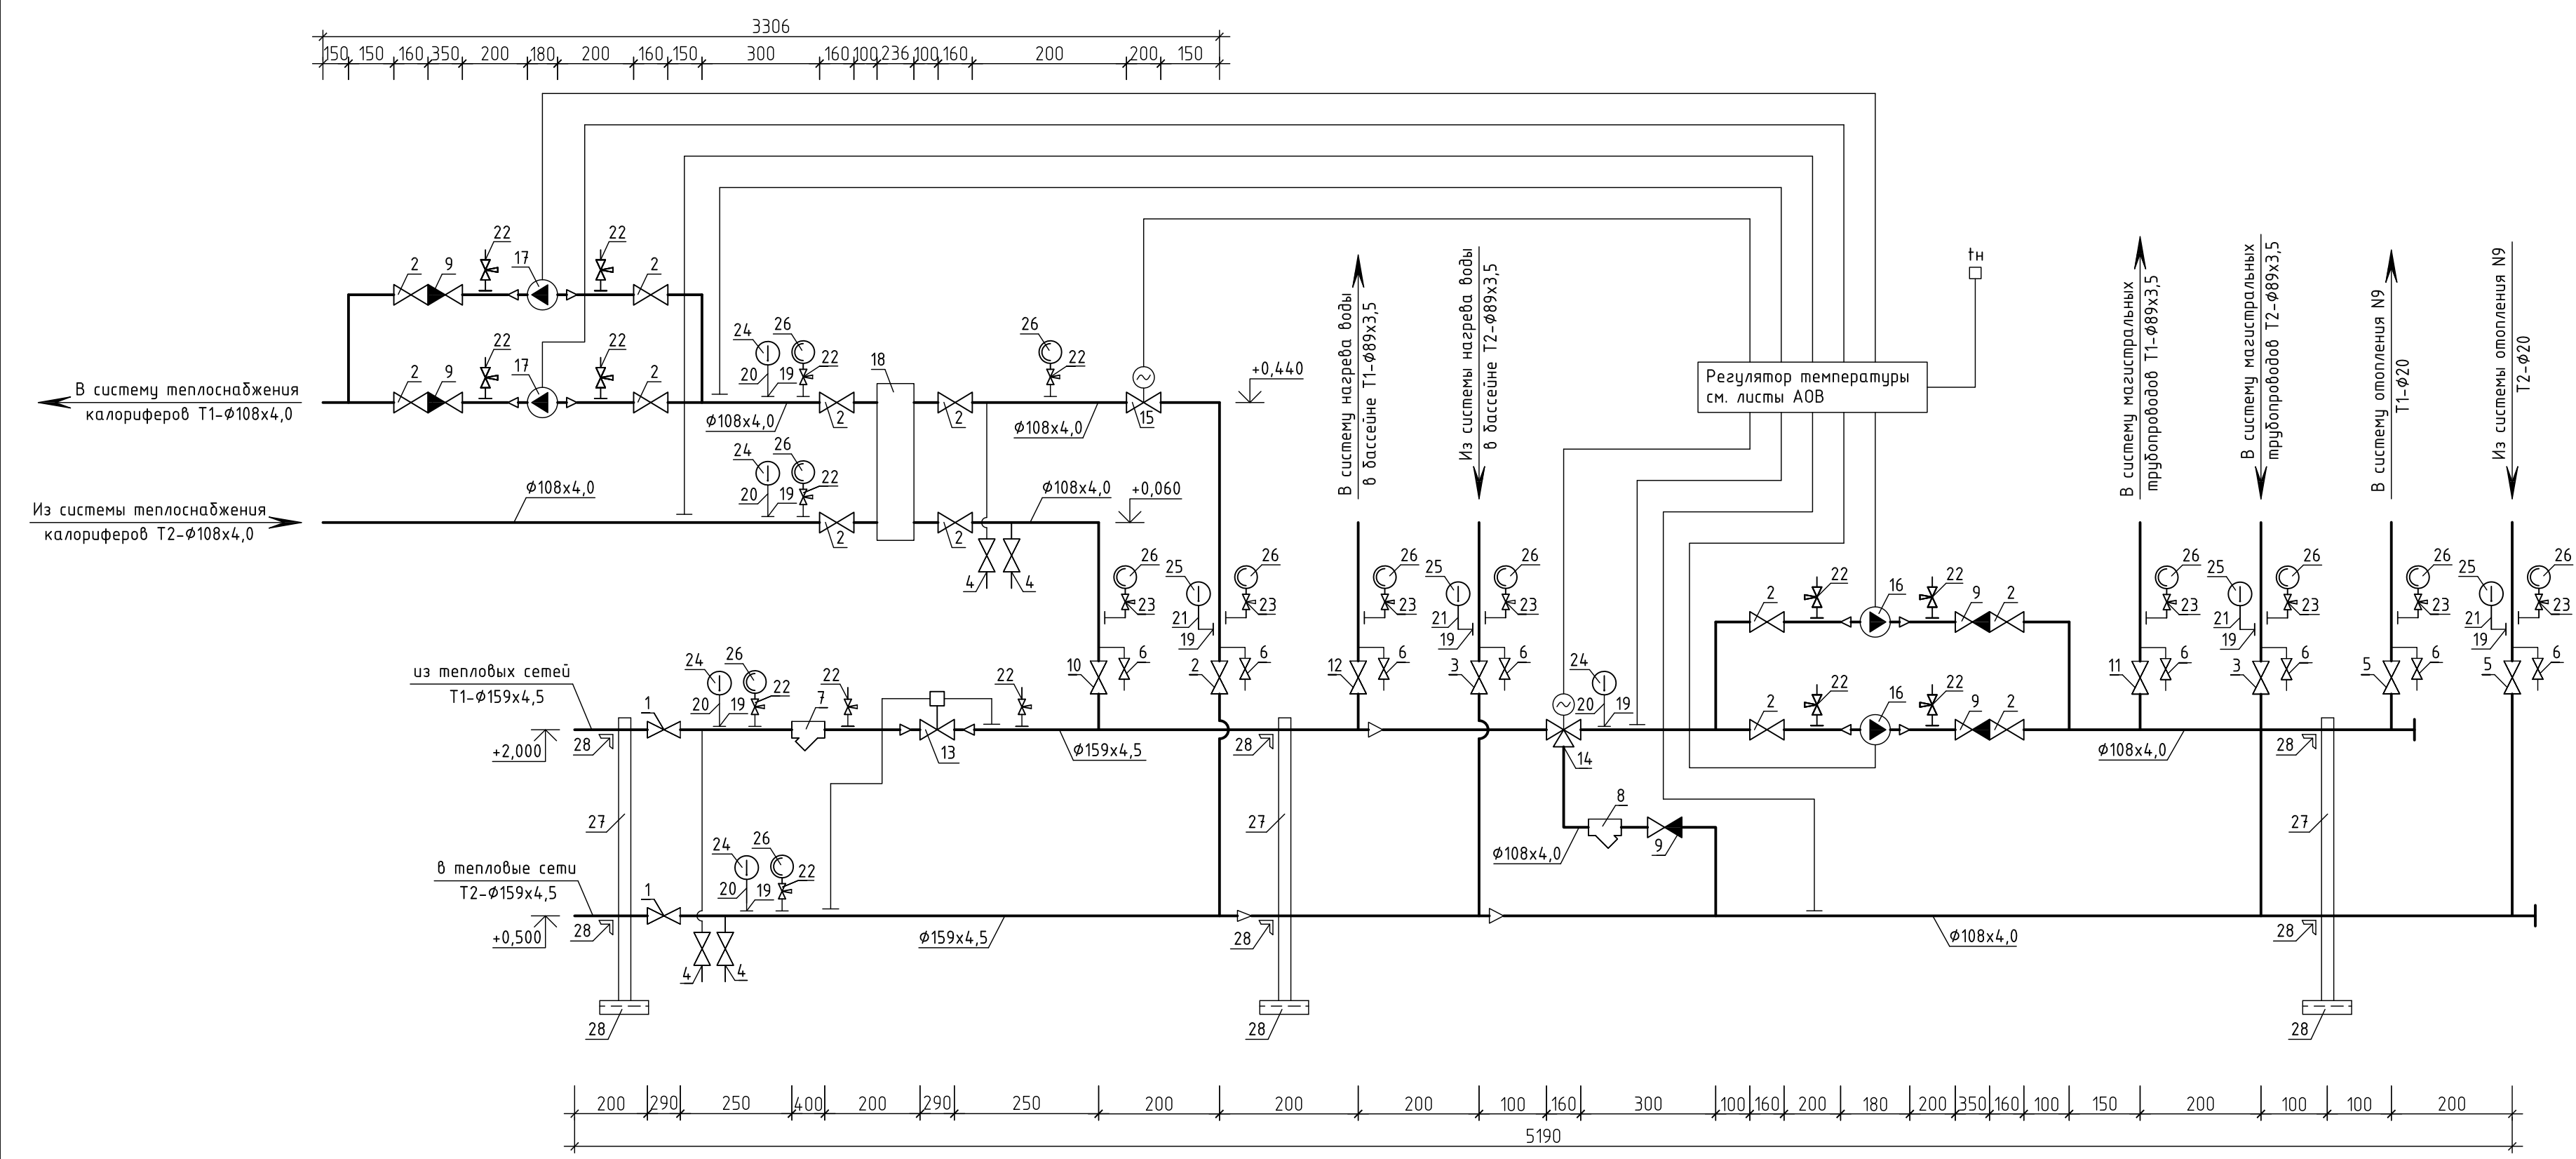 3306
150 150 160 350 200 180 200 160 150 300 160 100 236 100 160 200 200 150
22 22
2 9 17 2
22 22
2 9 17 2
В систему теплоснабжения
калориферов Т1-Ф108х4,0
24 26 22
20 19
Ф108х4,0
2
18
2
26 22
Ф108х4,0
15
+0,440
24 26 22
20 19
2
2
Из системы теплоснабжения
калориферов Т2-Ф108х4,0
Ф108х4,0
Ф108х4,0
+0,060
4 4
В систему нагрева воды
в бассейне Т1-Ф89х3,5
Из системы нагрева воды
в бассейне Т2-Ф89х3,5
Регулятор температуры
см. листы АОВ
tн
В систему магистральных
трубопроводов Т1-Ф89х3,5
В систему магистральных
трубопроводов Т2-Ф89х3,5
В систему отопления N9
Т1-Ф20
Из системы отопления N9
Т2-Ф20
26
23
10 6
25 26
21 23
19
2 6
26
23
12 6
25 26
21 23
19
3 6
2 22 16 22 9 2
26
23
11 6
25 26
21 23
19
3 6
26
23
5 6
25 26
21 23
19
5 6
из тепловых сетей
Т1-Ф159х4,5
+2,000
28
1
24 26 22
20 19
7
22
13
22
Ф159х4,5
28
14
24
20 19
2 22 16 22 9 2
Ф108х4,0
28
27
27
27
Ф108х4,0
8
9
в тепловые сети
Т2-Ф159х4,5
+0,500
28
1
24 26 22
20 19
4 4
Ф159х4,5
28
Ф108х4,0
28
28
28
28
200 290 250 400 200 290 250 200 200 200 100 160 300 100 160 200 180 200 350 160 100 150 200 100 100 200
5190